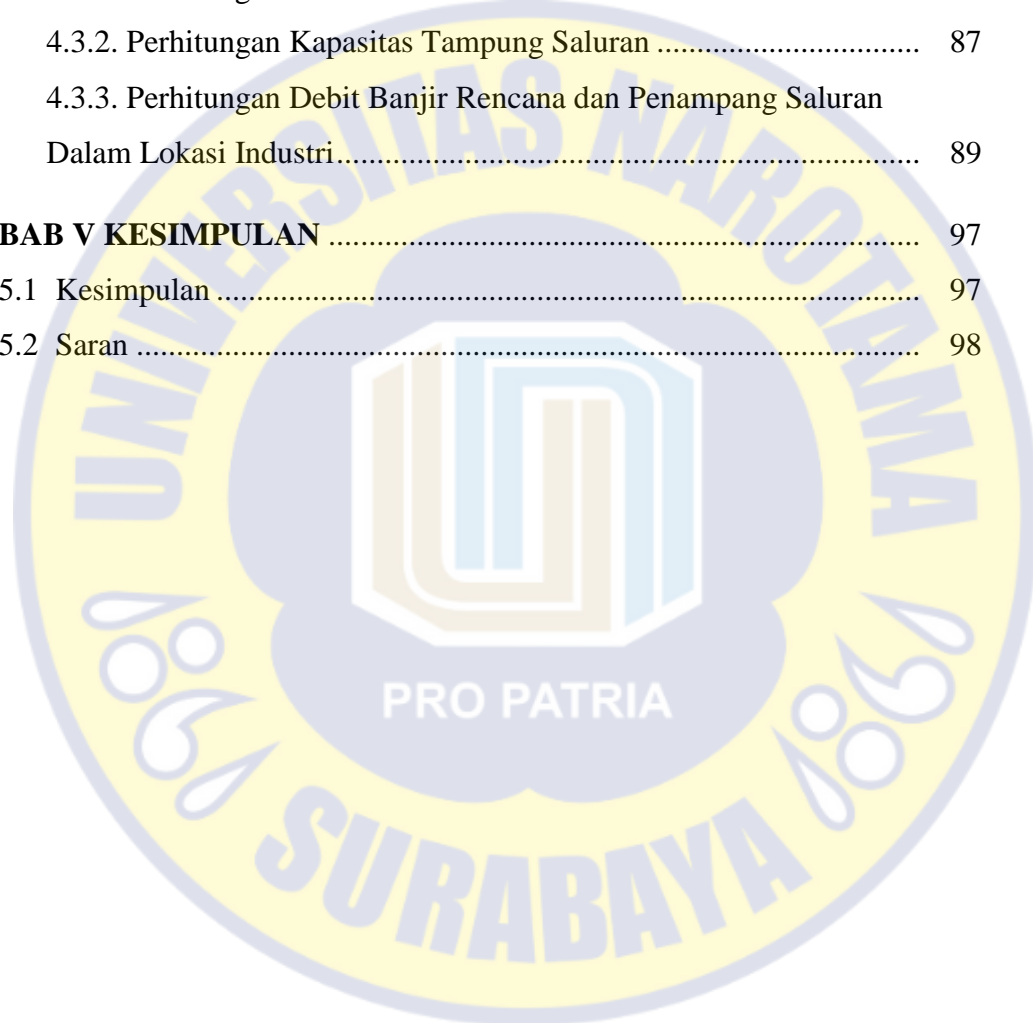 4.3.2. Perhitungan Kapasitas Tampung Saluran ................................ 87
4.3.3. Perhitungan Debit Banjir Rencana dan Penampang Saluran
Dalam Lokasi Industri........................................................................ 89
BAB V KESIMPULAN ......................................................................... 97
5.1 Kesimpulan ....................................................................................... 97
5.2 Saran ................................................................................................. 98
UNIVERSITAS NAROTAMA
PRO PATRIA
SURABAYA